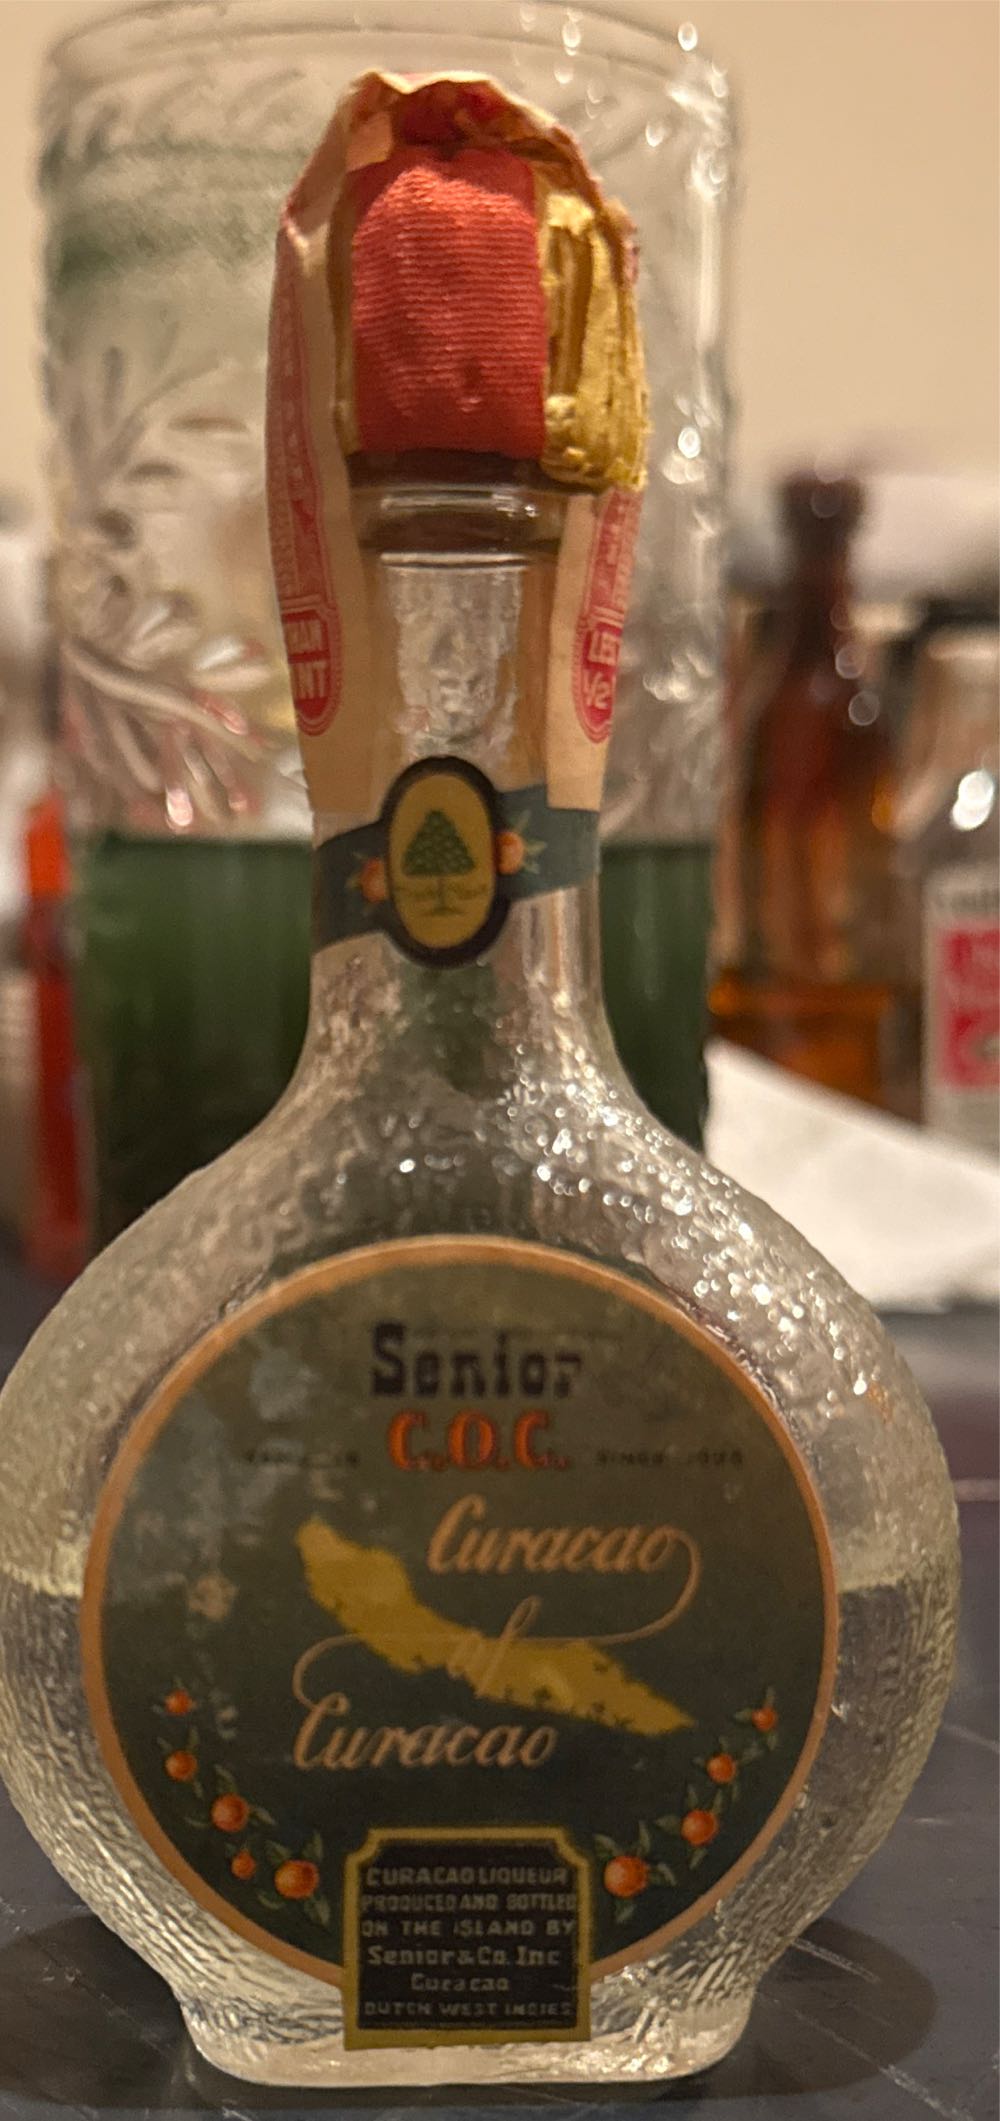 Senior
C.O.C.
SINCE
Curacao
of
Curacao
CURACAO LIQUEUR
PRODUCED AND BOTTLED
ON THE ISLAND BY
Senior & Co. Inc
Curacao
DUTCH WEST INDIES